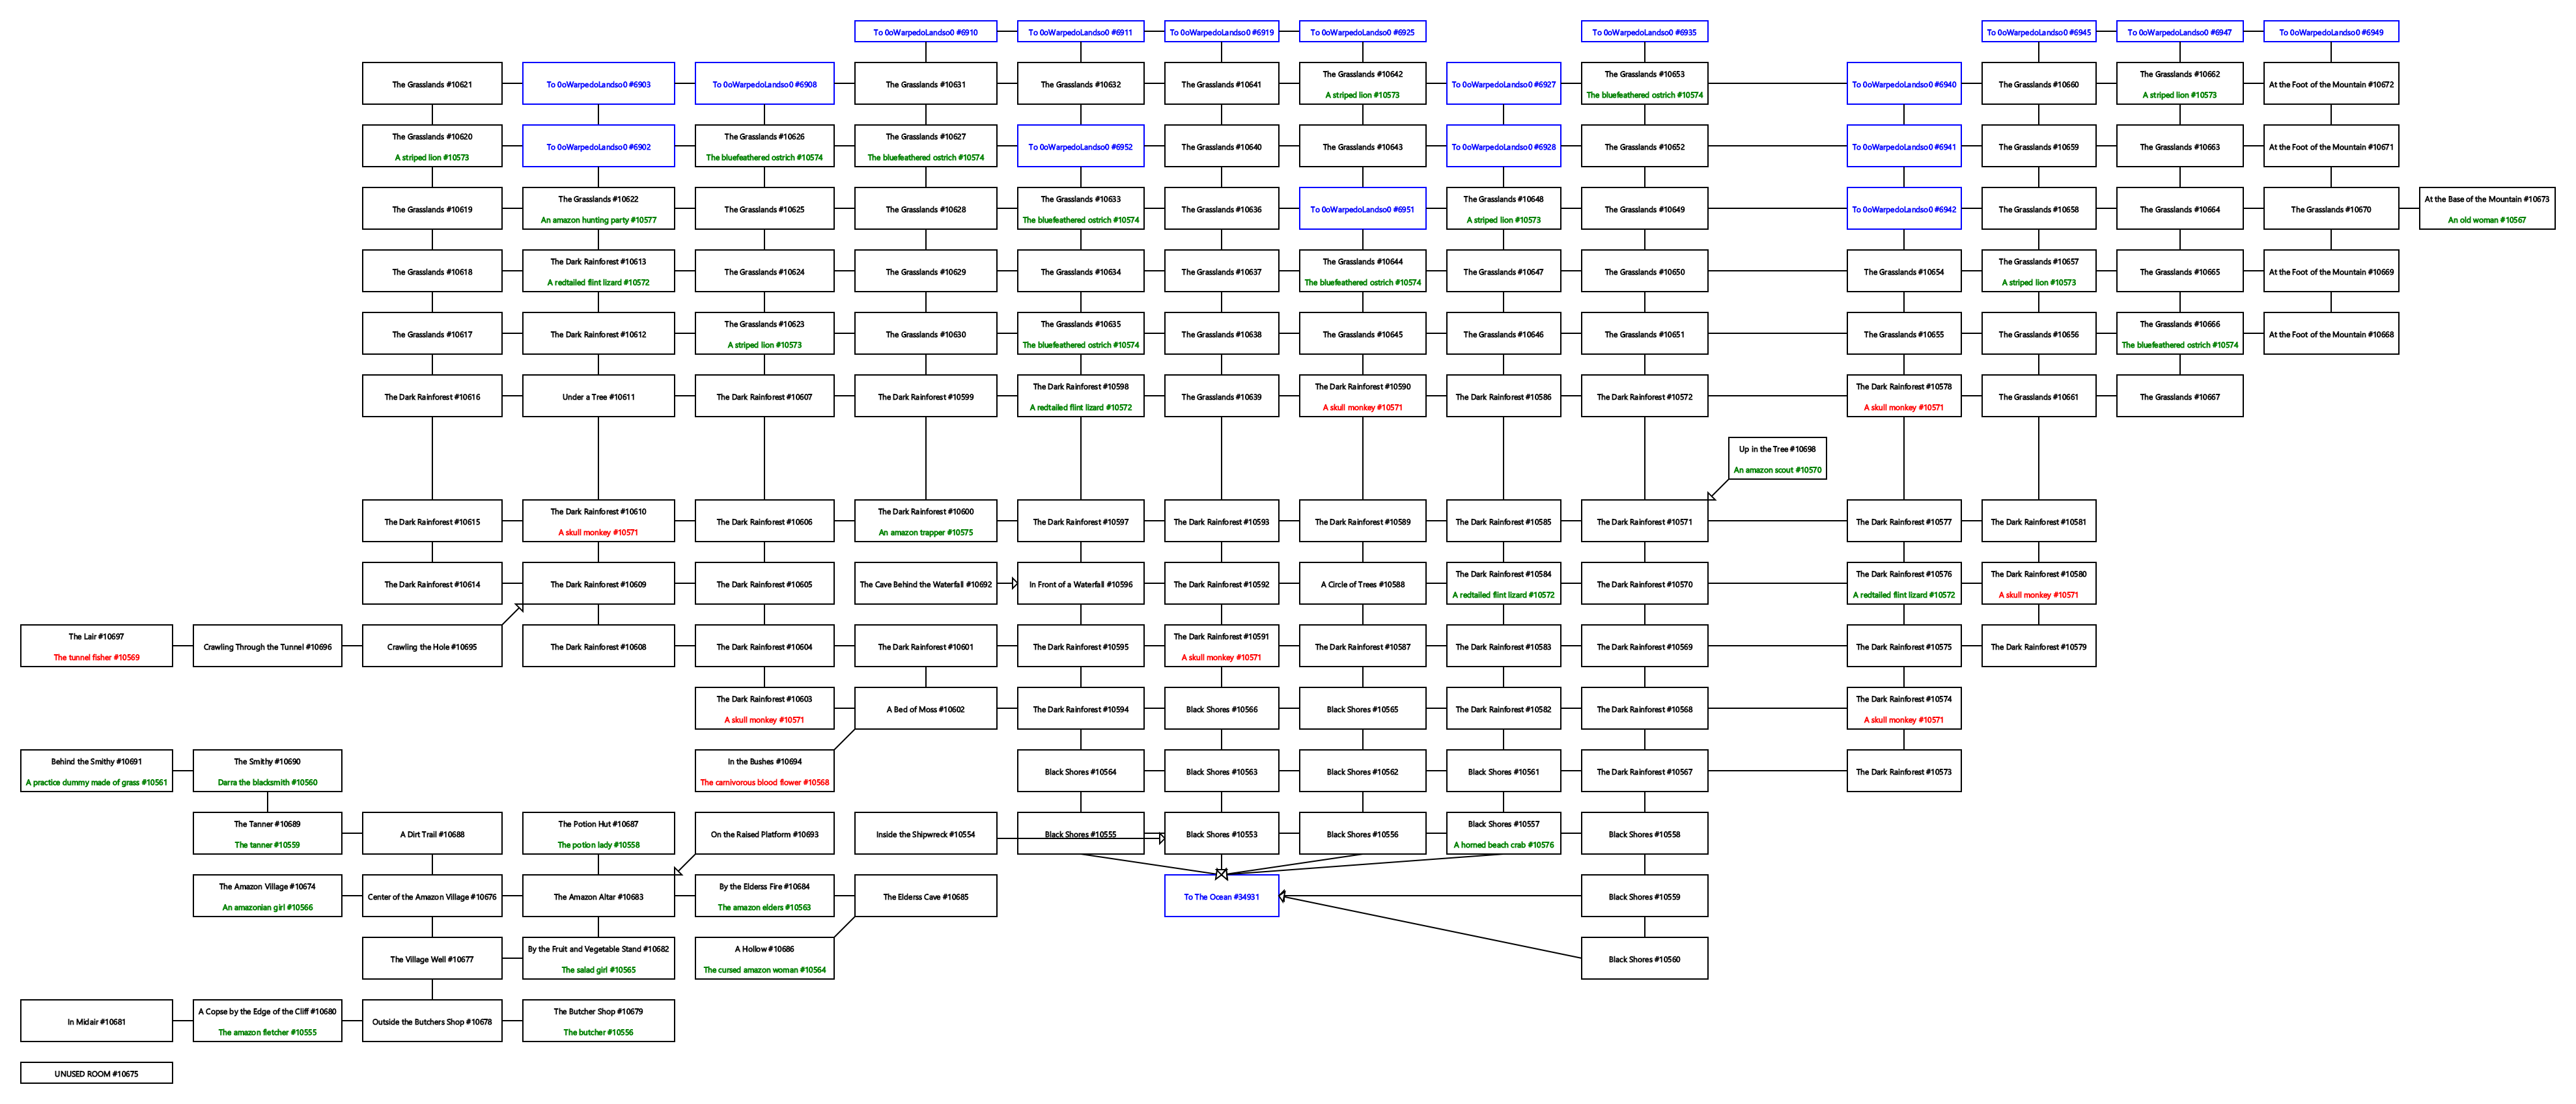 To 0oWarpedoLandso0 #6910
To 0oWarpedoLandso0 #6911
To 0oWarpedoLandso0 #6919
To 0oWarpedoLandso0 #6925
To 0oWarpedoLandso0 #6935
To 0oWarpedoLandso0 #6945
To 0oWarpedoLandso0 #6947
To 0oWarpedoLandso0 #6949
The Grasslands #10621
To 0oWarpedoLandso0 #6903
To 0oWarpedoLandso0 #6908
The Grasslands #10631
The Grasslands #10632
The Grasslands #10641
The Grasslands #10642
A striped lion #10573
To 0oWarpedoLandso0 #6927
The Grasslands #10653
The bluefeathered ostrich #10574
To 0oWarpedoLandso0 #6940
The Grasslands #10660
The Grasslands #10662
A striped lion #10573
At the Foot of the Mountain #10672
The Grasslands #10620
A striped lion #10573
To 0oWarpedoLandso0 #6902
The Grasslands #10626
The bluefeathered ostrich #10574
The Grasslands #10627
The bluefeathered ostrich #10574
To 0oWarpedoLandso0 #6952
The Grasslands #10640
The Grasslands #10643
To 0oWarpedoLandso0 #6928
The Grasslands #10652
To 0oWarpedoLandso0 #6941
The Grasslands #10659
The Grasslands #10663
At the Foot of the Mountain #10671
The Grasslands #10619
The Grasslands #10622
An amazon hunting party #10577
The Grasslands #10625
The Grasslands #10628
The Grasslands #10633
The bluefeathered ostrich #10574
The Grasslands #10636
To 0oWarpedoLandso0 #6951
The Grasslands #10648
A striped lion #10573
The Grasslands #10649
To 0oWarpedoLandso0 #6942
The Grasslands #10658
The Grasslands #10664
The Grasslands #10670
At the Base of the Mountain #10673
An old woman #10567
The Grasslands #10618
The Dark Rainforest #10613
A redtailed flint lizard #10572
The Grasslands #10624
The Grasslands #10629
The Grasslands #10634
The Grasslands #10637
The Grasslands #10644
The bluefeathered ostrich #10574
The Grasslands #10647
The Grasslands #10650
The Grasslands #10654
The Grasslands #10657
A striped lion #10573
The Grasslands #10665
At the Foot of the Mountain #10669
The Grasslands #10617
The Dark Rainforest #10612
The Grasslands #10623
A striped lion #10573
The Grasslands #10630
The Grasslands #10635
The bluefeathered ostrich #10574
The Grasslands #10638
The Grasslands #10645
The Grasslands #10646
The Grasslands #10651
The Grasslands #10655
The Grasslands #10656
The Grasslands #10666
The bluefeathered ostrich #10574
At the Foot of the Mountain #10668
The Dark Rainforest #10616
Under a Tree #10611
The Dark Rainforest #10607
The Dark Rainforest #10599
The Dark Rainforest #10598
A redtailed flint lizard #10572
The Grasslands #10639
The Dark Rainforest #10590
A skull monkey #10571
The Dark Rainforest #10586
The Dark Rainforest #10572
The Dark Rainforest #10578
A skull monkey #10571
The Grasslands #10661
The Grasslands #10667
Up in the Tree #10698
An amazon scout #10570
The Dark Rainforest #10615
The Dark Rainforest #10610
A skull monkey #10571
The Dark Rainforest #10606
The Dark Rainforest #10600
An amazon trapper #10575
The Dark Rainforest #10597
The Dark Rainforest #10593
The Dark Rainforest #10589
The Dark Rainforest #10585
The Dark Rainforest #10571
The Dark Rainforest #10577
The Dark Rainforest #10581
The Dark Rainforest #10614
The Dark Rainforest #10609
The Dark Rainforest #10605
The Cave Behind the Waterfall #10692
In Front of a Waterfall #10596
The Dark Rainforest #10592
A Circle of Trees #10588
The Dark Rainforest #10584
A redtailed flint lizard #10572
The Dark Rainforest #10570
The Dark Rainforest #10576
A redtailed flint lizard #10572
The Dark Rainforest #10580
A skull monkey #10571
The Lair #10697
The tunnel fisher #10569
Crawling Through the Tunnel #10696
Crawling the Hole #10695
The Dark Rainforest #10608
The Dark Rainforest #10604
The Dark Rainforest #10601
The Dark Rainforest #10595
The Dark Rainforest #10591
A skull monkey #10571
The Dark Rainforest #10587
The Dark Rainforest #10583
The Dark Rainforest #10569
The Dark Rainforest #10575
The Dark Rainforest #10579
The Dark Rainforest #10603
A skull monkey #10571
A Bed of Moss #10602
The Dark Rainforest #10594
Black Shores #10566
Black Shores #10565
The Dark Rainforest #10582
The Dark Rainforest #10568
The Dark Rainforest #10574
A skull monkey #10571
Behind the Smithy #10691
A practice dummy made of grass #10561
The Smithy #10690
Darra the blacksmith #10560
In the Bushes #10694
The carnivorous blood flower #10568
Black Shores #10564
Black Shores #10563
Black Shores #10562
Black Shores #10561
The Dark Rainforest #10567
The Dark Rainforest #10573
The Tanner #10689
The tanner #10559
A Dirt Trail #10688
The Potion Hut #10687
The potion lady #10558
On the Raised Platform #10693
Inside the Shipwreck #10554
Black Shores #10555
Black Shores #10553
Black Shores #10556
Black Shores #10557
A horned beach crab #10576
Black Shores #10558
The Amazon Village #10674
An amazonian girl #10566
Center of the Amazon Village #10676
The Amazon Altar #10683
By the Elderss Fire #10684
The amazon elders #10563
The Elderss Cave #10685
To The Ocean #34931
Black Shores #10559
The Village Well #10677
By the Fruit and Vegetable Stand #10682
The salad girl #10565
A Hollow #10686
The cursed amazon woman #10564
Black Shores #10560
In Midair #10681
A Copse by the Edge of the Cliff #10680
The amazon fletcher #10555
Outside the Butchers Shop #10678
The Butcher Shop #10679
The butcher #10556
UNUSED ROOM #10675